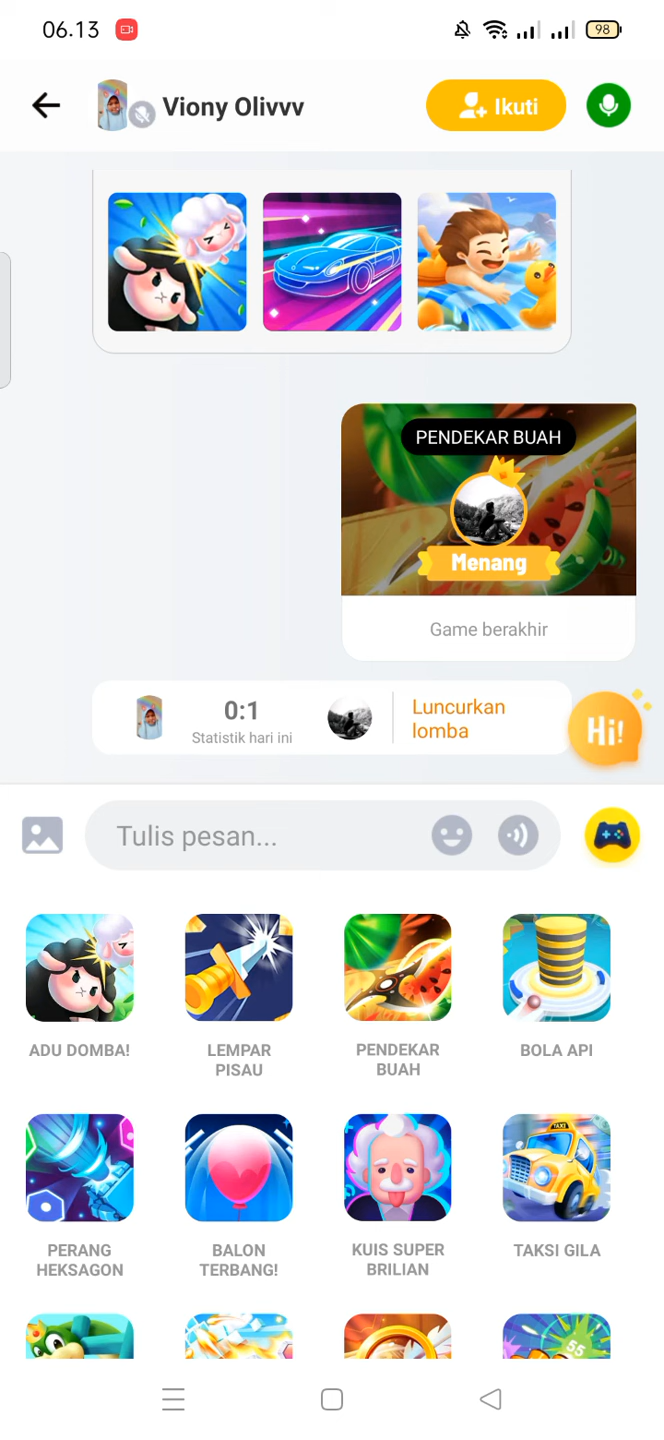 06.13
98
Viony Olivvv
Ikuti
PENDEKAR BUAH
Menang
Game berakhir
0:1
Statistik hari ini
Luncurkan
lomba
Hi!
Tulis pesan...
ADU DOMBA!
LEMPAR
PISAU
PENDEKAR
BUAH
BOLA API
TAXI
PERANG
HEKSAGON
BALON
TERBANG!
KUIS SUPER
BRILIAN
TAKSI GILA
55